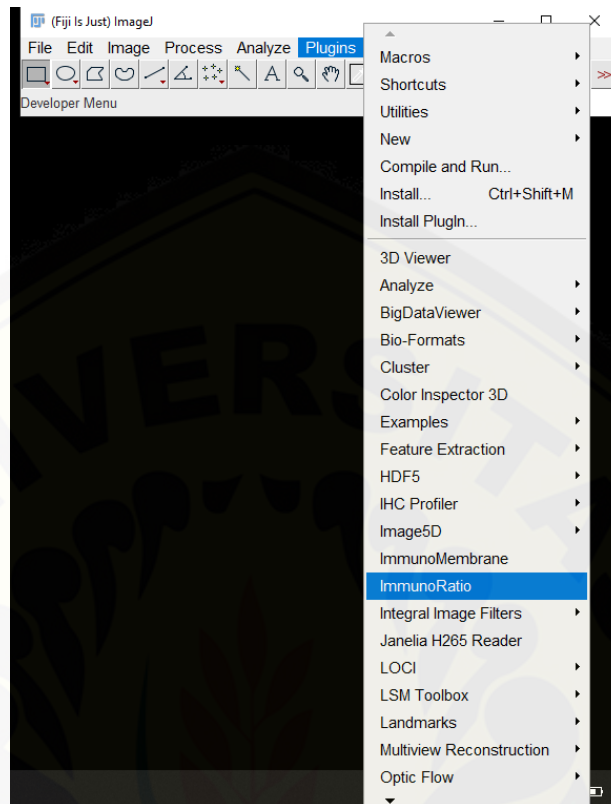 (Fiji Is Just) ImageJ
File Edit Image Process Analyze Plugins
Developer Menu
Macros
Shortcuts
Utilities
New
Compile and Run...
Install... Ctrl+Shift+M
Install PlugIn...
3D Viewer
Analyze
BigDataViewer
Bio-Formats
Cluster
Color Inspector 3D
Examples
Feature Extraction
HDF5
IHC Profiler
Image5D
ImmunoMembrane
ImmunoRatio
Integral Image Filters
Janelia H265 Reader
LOCI
LSM Toolbox
Landmarks
Multiview Reconstruction
Optic Flow